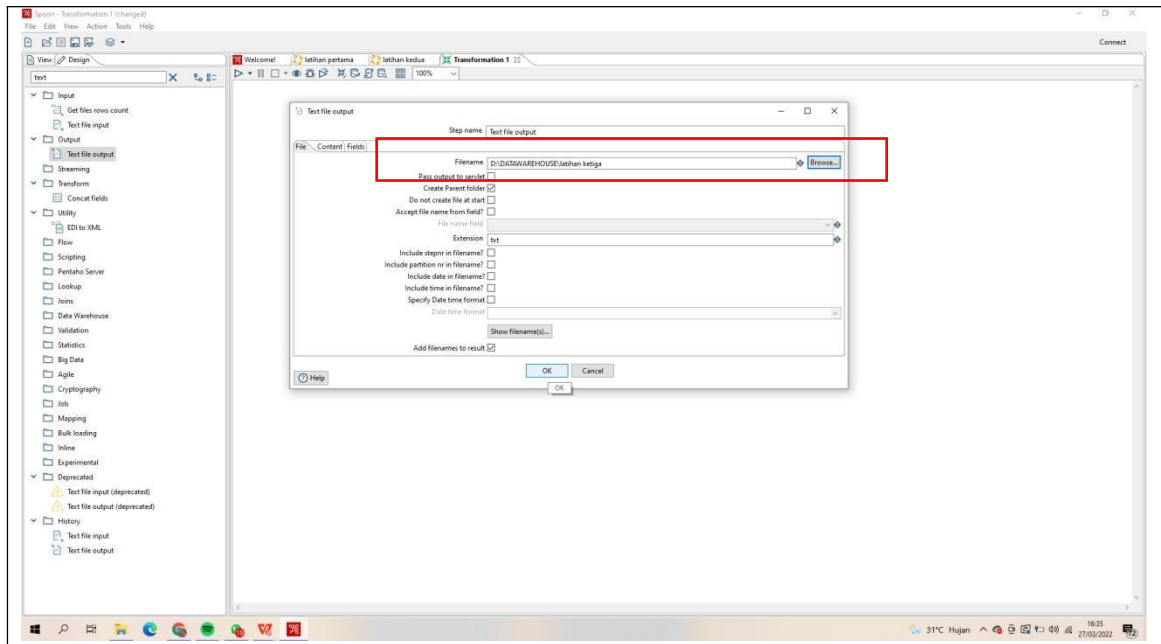 Spoon - Transformation 1 (changed)
File Edit View Action Tools Help
Connect
View Design
Welcome! latihan pertama latihan kedua Transformation 1
text
100%
Input
Get files rows count
Text file input
Output
Text file output
Streaming
Transform
Concat fields
Utility
EDI to XML
Flow
Scripting
Pentaho Server
Lookup
Joins
Data Warehouse
Validation
Statistics
Big Data
Agile
Cryptography
Job
Mapping
Bulk loading
Inline
Experimental
Deprecated
Text file input (deprecated)
Text file output (deprecated)
History
Text file input
Text file output
Text file output
Step name Text file output
File Content Fields
Filename D:\DATAWAREHOUSE\latihan ketiga Browse...
Pass output to servlet
Create Parent folder
Do not create file at start
Accept file name from field?
File name field
Extension txt
Include stepnr in filename?
Include partition nr in filename?
Include date in filename?
Include time in filename?
Specify Date time format
Date time format
Show filename(s)...
Add filenames to result
OK Cancel
Help
OK
31°C Hujan
16:35
27/03/2022